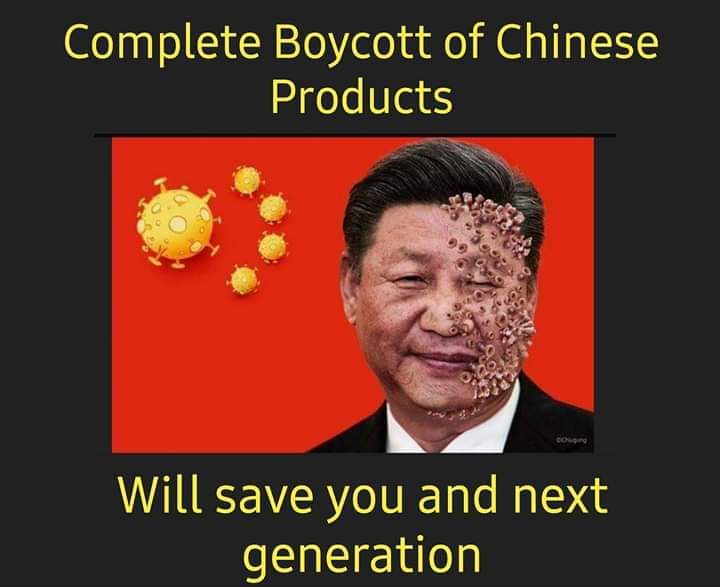 Complete Boycott of Chinese
Products
Will save you and next
generation